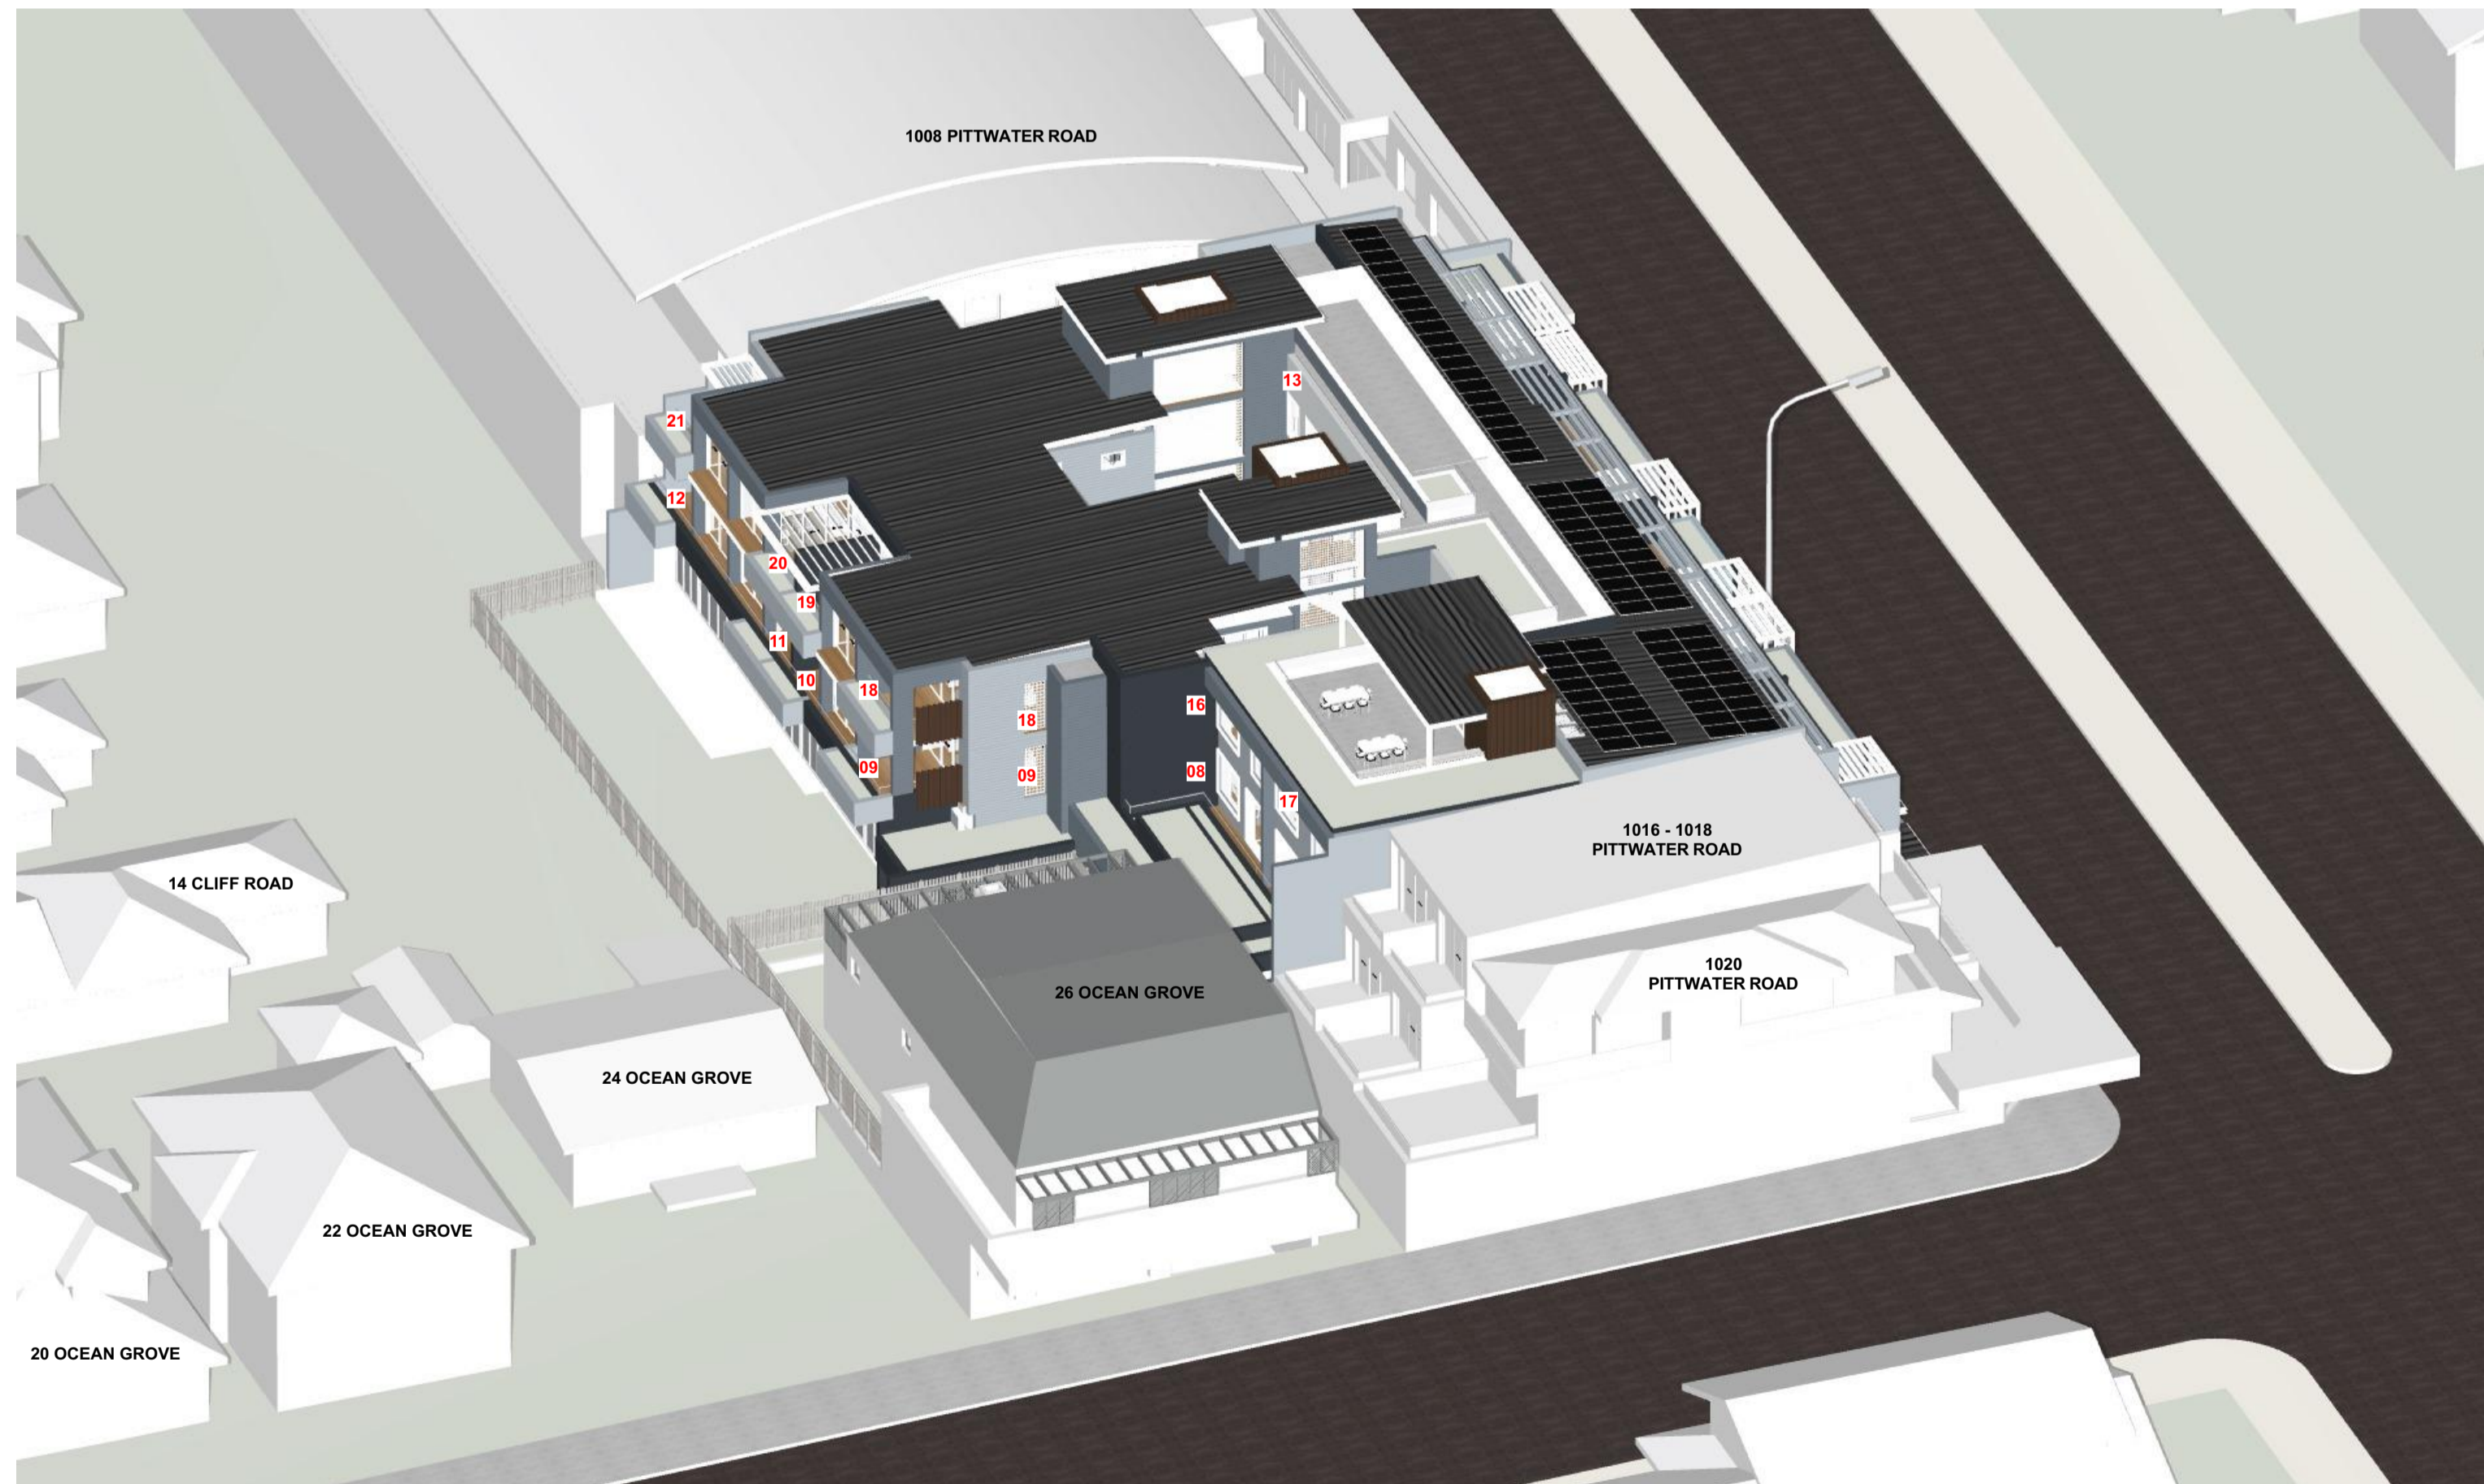 1008 PITTWATER ROAD
13
21
12
20
19
11
10
18
18
16
09
09
08
17
1016 - 1018
PITTWATER ROAD
14 CLIFF ROAD
1020
PITTWATER ROAD
26 OCEAN GROVE
24 OCEAN GROVE
22 OCEAN GROVE
20 OCEAN GROVE